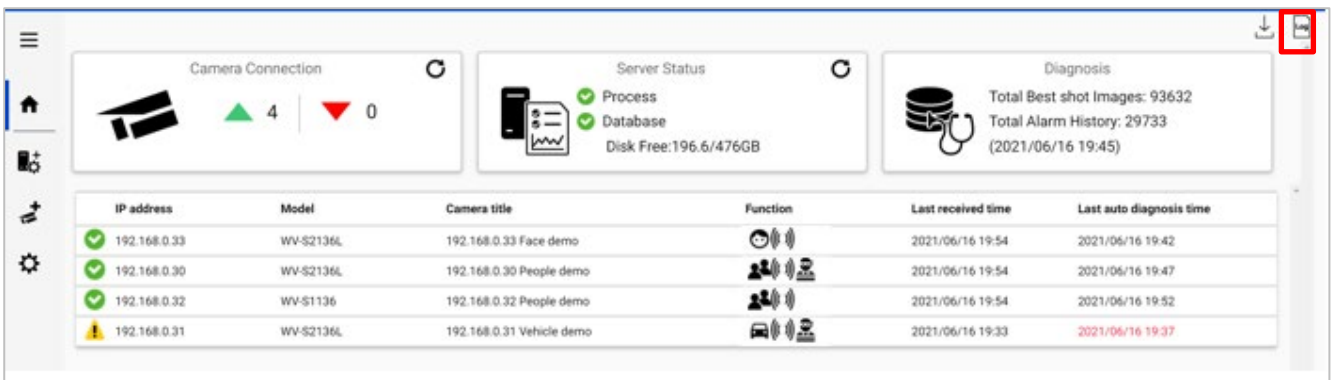 Log
Camera Connection
4
0
Server Status
Process
Database
Disk Free:196.6/476GB
Diagnosis
Total Best shot Images: 93632
Total Alarm History: 29733
(2021/06/16 19:45)
IP address Model Camera title Function Last received time Last auto diagnosis time
192.168.0.33 WV-S2136L 192.168.0.33 Face demo 2021/06/16 19:54 2021/06/16 19:42
192.168.0.30 WV-S2136L 192.168.0.30 People demo 2021/06/16 19:54 2021/06/16 19:47
192.168.0.32 WV-S1136 192.168.0.32 People demo 2021/06/16 19:54 2021/06/16 19:52
192.168.0.31 WV-S2136L 192.168.0.31 Vehicle demo 2021/06/16 19:33 2021/06/16 19:37